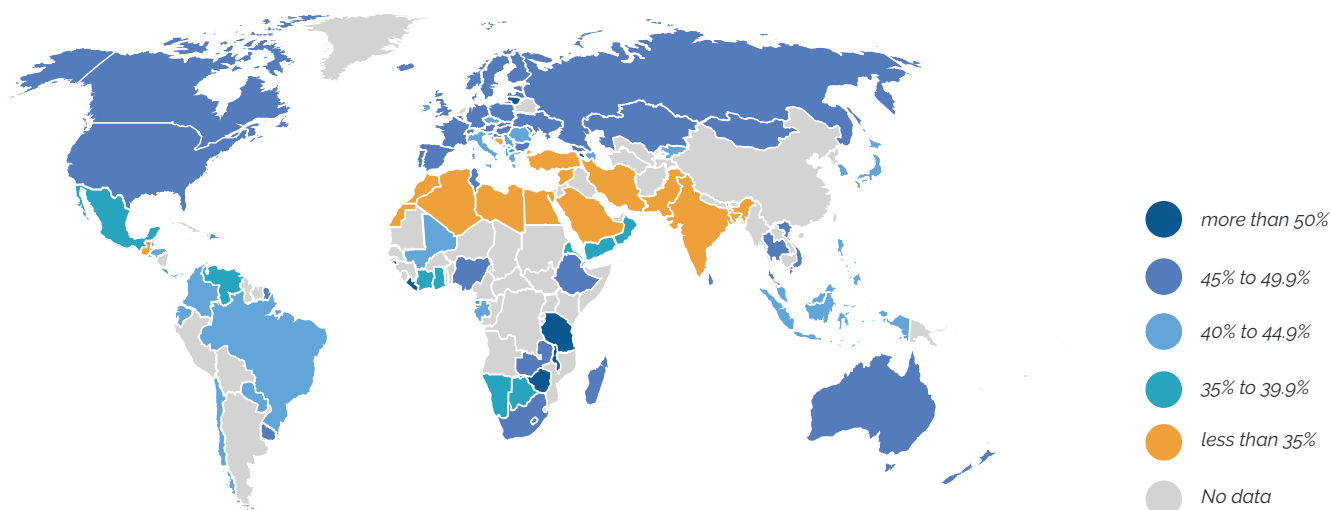 more than 50%
45% to 49.9%
40% to 44.9%
35% to 39.9%
less than 35%
No data